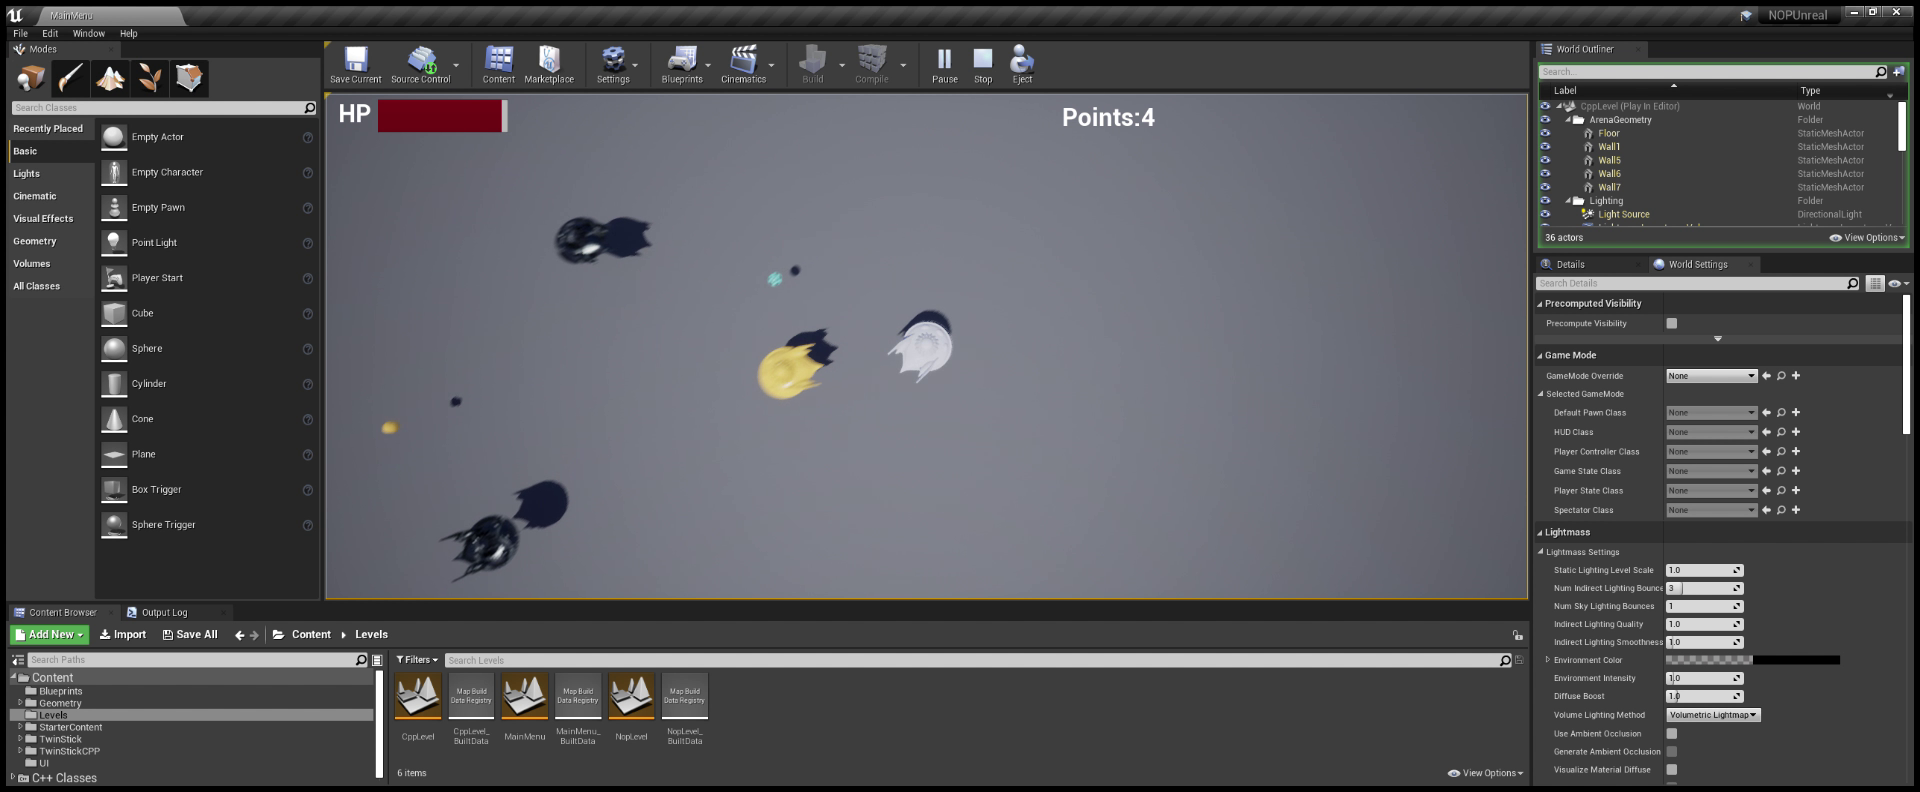 MainMenu
NOPUnreal
File Edit Window Help
Modes
Search Classes
Recently Placed
Basic
Lights
Cinematic
Visual Effects
Geometry
Volumes
All Classes
Empty Actor
Empty Character
Empty Pawn
Point Light
Player Start
Cube
Sphere
Cylinder
Cone
Plane
Box Trigger
Sphere Trigger
Save Current Source Control Content Marketplace Settings Blueprints Cinematics Build Compile Pause Stop Eject
HP
Points:4
World Outliner
Search...
Label Type
CppLevel (Play In Editor) World
ArenaGeometry Folder
Floor StaticMeshActor
Wall1 StaticMeshActor
Wall5 StaticMeshActor
Wall6 StaticMeshActor
Wall7 StaticMeshActor
Lighting Folder
Light Source DirectionalLight
36 actors View Options
Details World Settings
Search Details
Precomputed Visibility
Precompute Visibility
Game Mode
GameMode Override None
Selected GameMode
Default Pawn Class None
HUD Class None
Player Controller Class None
Game State Class None
Player State Class None
Spectator Class None
Lightmass
Lightmass Settings
Static Lighting Level Scale 1.0
Num Indirect Lighting Bounce 3
Num Sky Lighting Bounces 1
Indirect Lighting Quality 1.0
Indirect Lighting Smoothness 1.0
Environment Color
Environment Intensity 1.0
Diffuse Boost 1.0
Volume Lighting Method Volumetric Lightmap
Use Ambient Occlusion
Generate Ambient Occlusion
Visualize Material Diffuse
Content Browser Output Log
Add New Import Save All Content Levels
Search Paths
Content
Blueprints
Geometry
Levels
StarterContent
TwinStick
TwinStickCPP
UI
C++ Classes
Filters Search Levels
Map Build
Data Registry
Map Build
Data Registry
Map Build
Data Registry
CppLevel
CppLevel_
BuiltData
MainMenu
MainMenu_
BuiltData
NopLevel
NopLevel_
BuiltData
6 items View Options